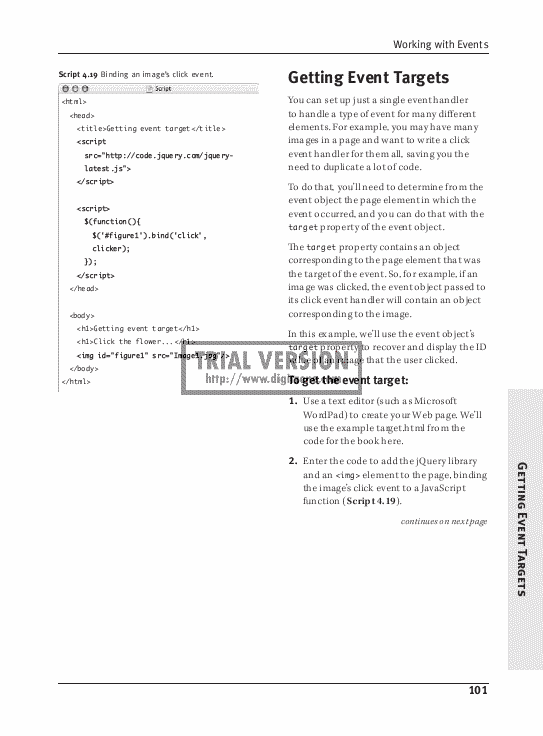 Working with Events
Script 4.19 Binding an image's click event.
Script
<html>
<head>
<title>Getting event target</title>
<script
src="http://code.jquery.com/jquery-
latest.js">
</script>
<script>
$(function(){
$('#figure1').bind('click',
clicker);
});
</script>
</head>
<body>
<h1>Getting event target</h1>
<h1>Click the flower...</h1>
<img id="figure1" src="Image1.jpg"/>
</body>
</html>
Getting Event Targets
You can set up just a single event handler
to handle a type of event for many different
elements. For example, you may have many
images in a page and want to write a click
event handler for them all, saving you the
need to duplicate a lot of code.
To do that, you'll need to determine from the
event object the page element in which the
event occurred, and you can do that with the
target property of the event object.
The target property contains an object
corresponding to the page element that was
the target of the event. So, for example, if an
image was clicked, the event object passed to
its click event handler will contain an object
corresponding to the image.
In this example, we'll use the event object's
target property to recover and display the ID
value of an image that the user clicked.
TRIAL VERSION
http://www.digi
To get the event target:
1. Use a text editor (such as Microsoft
WordPad) to create your Web page. We'll
use the example target.html from the
code for the book here.
2. Enter the code to add the jQuery library
and an <img> element to the page, binding
the image's click event to a JavaScript
function (Script 4.19).
continues on next page
Getting Event Targets
101